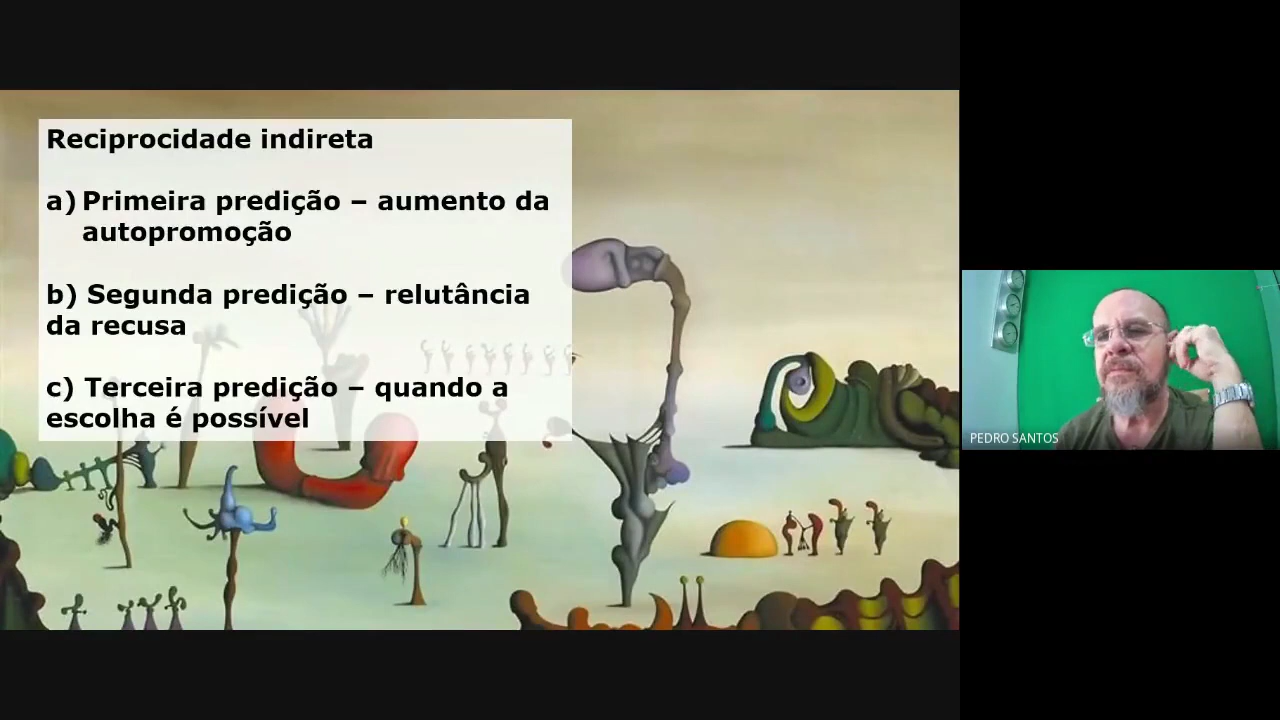 Reciprocidade indireta
a) Primeira predição – aumento da
autopromoção
b) Segunda predição – relutância
da recusa
c) Terceira predição – quando a
escolha é possível
PEDRO SANTOS